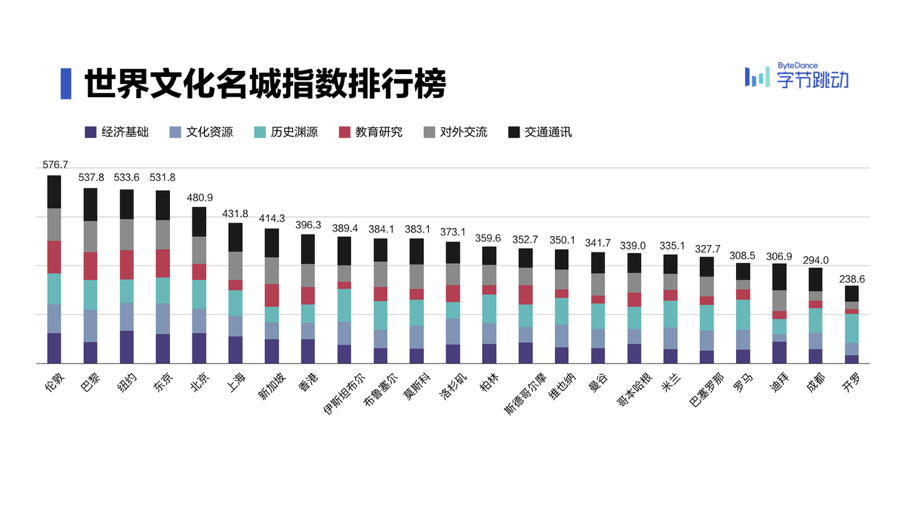 世界文化名城指数排行榜
ByteDance
字节跳动
经济基础 文化资源 历史渊源 教育研究 对外交流 交通通讯
576.7 537.8 533.6 531.8 480.9 431.8 414.3 396.3 389.4 384.1 383.1 373.1 359.6 352.7 350.1 341.7 339.0 335.1 327.7 308.5 306.9 294.0 238.6
伦敦 巴黎 纽约 东京 北京 上海 新加坡 香港 伊斯坦布尔 布鲁塞尔 莫斯科 洛杉矶 柏林 斯德哥尔摩 维也纳 曼谷 哥本哈根 米兰 巴塞罗那 罗马 迪拜 成都 开罗